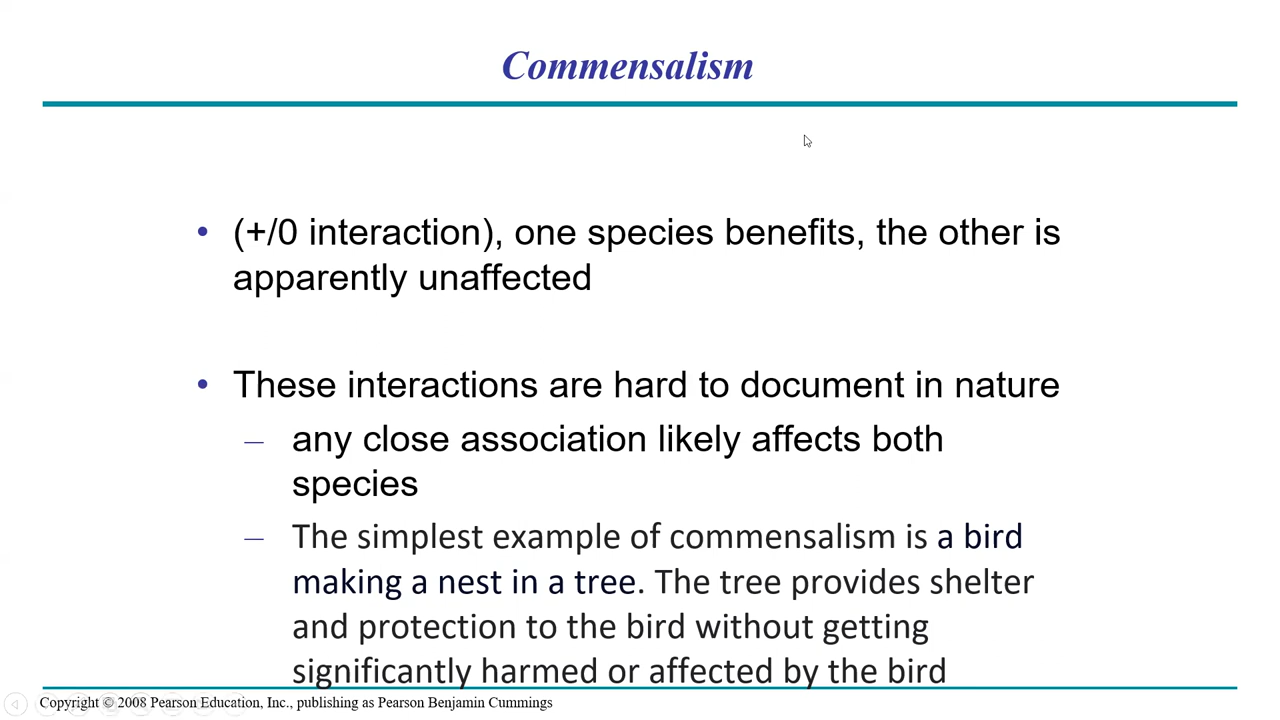 Commensalism
• (+/0 interaction), one species benefits, the other is
apparently unaffected
• These interactions are hard to document in nature
– any close association likely affects both
species
– The simplest example of commensalism is a bird
making a nest in a tree. The tree provides shelter
and protection to the bird without getting
significantly harmed or affected by the bird
Copyright © 2008 Pearson Education, Inc., publishing as Pearson Benjamin Cummings